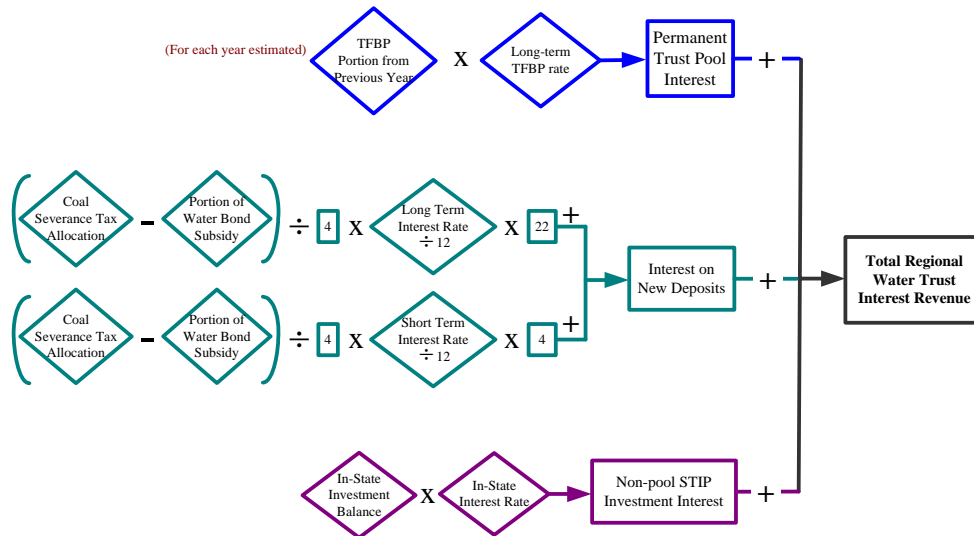 (For each year estimated)
TFBP
Portion from
Previous Year
X
Long-term
TFBP rate
Permanent
Trust Pool
Interest
+
(
Coal
Severance Tax
Allocation
-
Portion of
Water Bond
Subsidy
)
÷
4
X
Long Term
Interest Rate
÷ 12
X
22
+
Interest on
New Deposits
+
Total Regional
Water Trust
Interest Revenue
(
Coal
Severance Tax
Allocation
-
Portion of
Water Bond
Subsidy
)
÷
4
X
Short Term
Interest Rate
÷ 12
X
4
+
In-State
Investment
Balance
X
In-State
Interest Rate
Non-pool STIP
Investment Interest
+